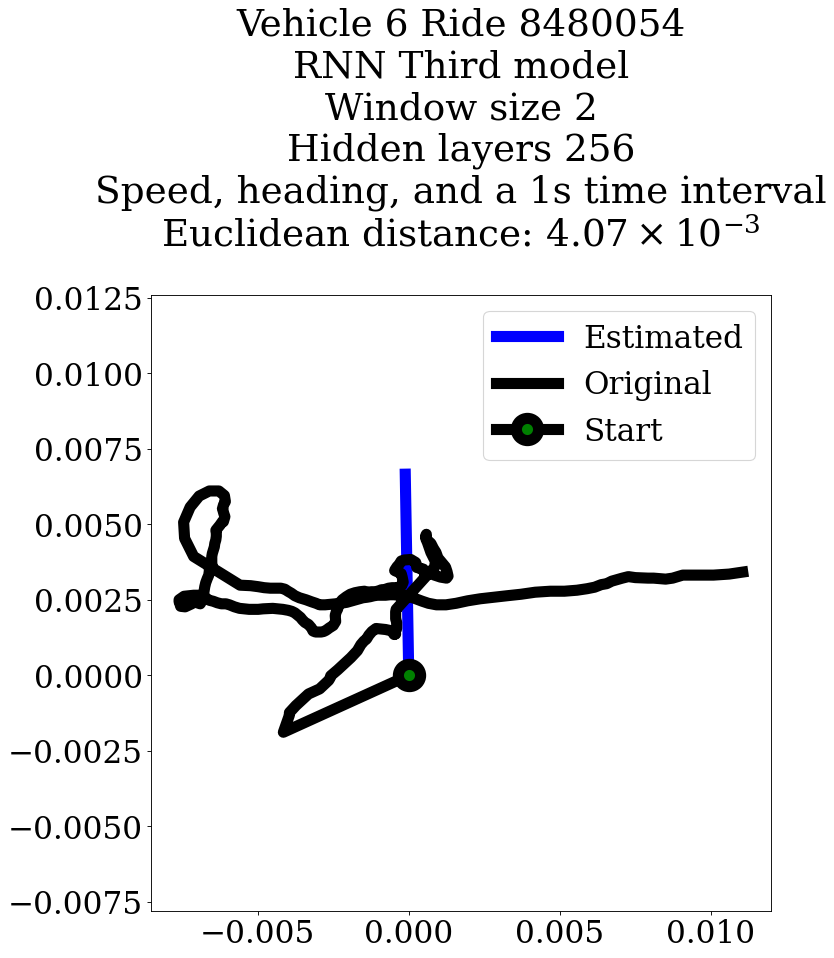 Vehicle 6 Ride 8480054
RNN Third model
Window size 2
Hidden layers 256
Speed, heading, and a 1s time interval
Euclidean distance: 4.07 × 10⁻³
0.0125
0.0100
0.0075
0.0050
0.0025
0.0000
−0.0025
−0.0050
−0.0075
Estimated
Original
Start
−0.005 0.000 0.005 0.010